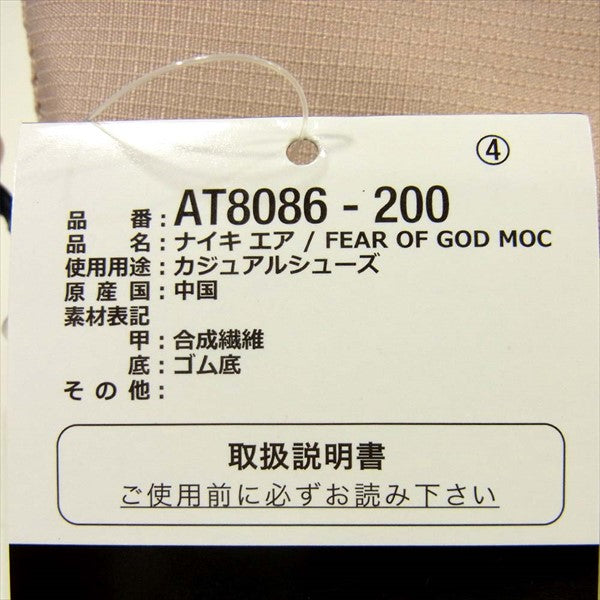 ④
品 番 : AT8086 - 200
品 名 : ナイキ エア / FEAR OF GOD MOC
使用用途 : カジュアルシューズ
原 産 国 : 中国
素材表記
甲 : 合成繊維
底 : ゴム底
そ の 他 :
取扱説明書
ご使用前に必ずお読み下さい